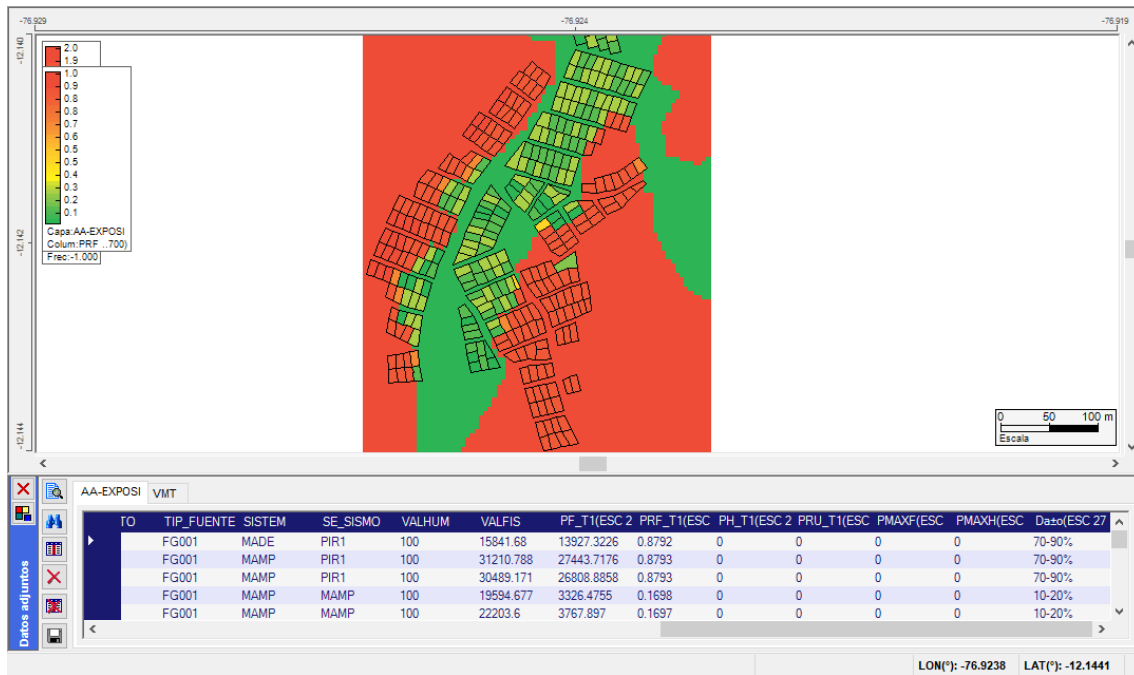 -76.929 -76.924 -76.919
-12.140
-12.142
-12.144
2.0
1.9
1.0
0.9
0.8
0.8
0.6
0.5
0.4
0.3
0.2
0.1
Capa:AA-EXPOSI
Colum:PRF ..700)
Frec:-1.000
0 50 100 m
Escala
Datos adjuntos
AA-EXPOSI VMT
TO TIP_FUENTE SISTEM SE_SISMO VALHUM VALFIS PF_T1(ESC 2 PRF_T1(ESC PH_T1(ESC 2 PRU_T1(ESC PMAXF(ESC PMAXH(ESC Da±o(ESC 27
FG001 MADE PIR1 100 15841.68 13927.3226 0.8792 0 0 0 0 70-90%
FG001 MAMP PIR1 100 31210.788 27443.7176 0.8793 0 0 0 0 70-90%
FG001 MAMP PIR1 100 30489.171 26808.8858 0.8793 0 0 0 0 70-90%
FG001 MAMP MAMP 100 19594.677 3326.4755 0.1698 0 0 0 0 10-20%
FG001 MAMP MAMP 100 22203.6 3767.897 0.1697 0 0 0 0 10-20%
LON(°): -76.9238 LAT(°): -12.1441